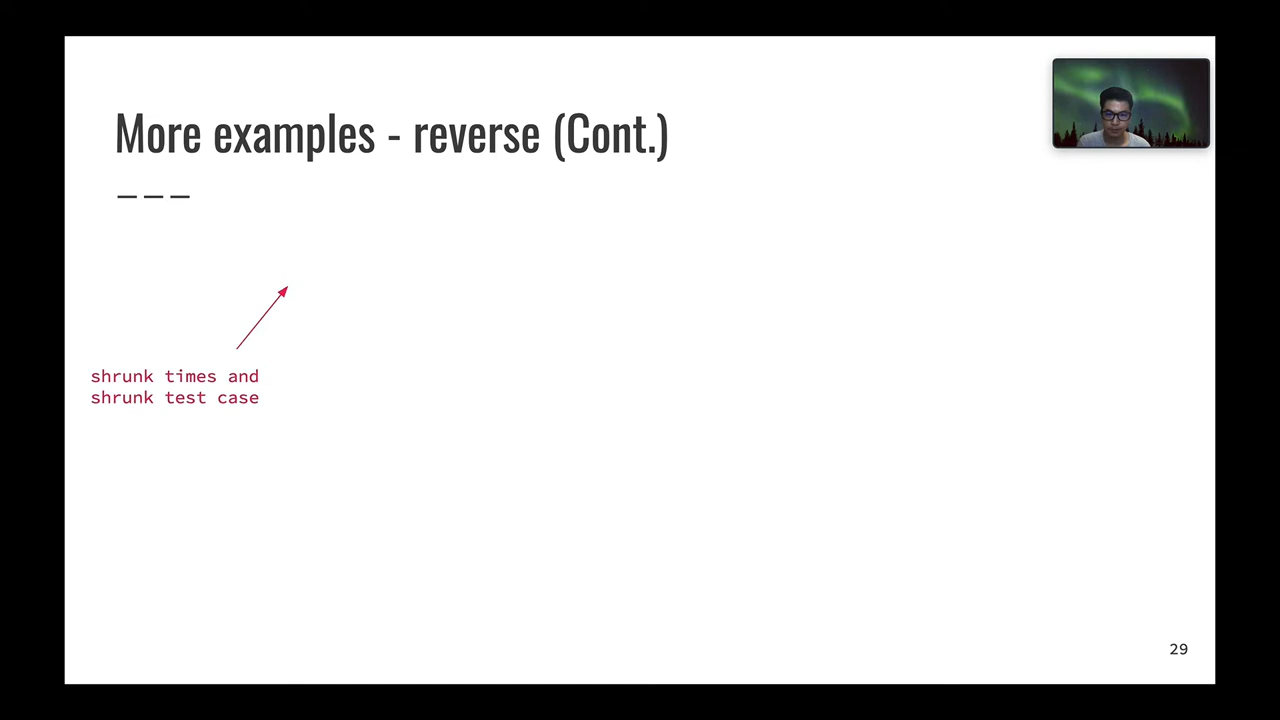 More examples - reverse (Cont.)
shrunk times and
shrunk test case
29